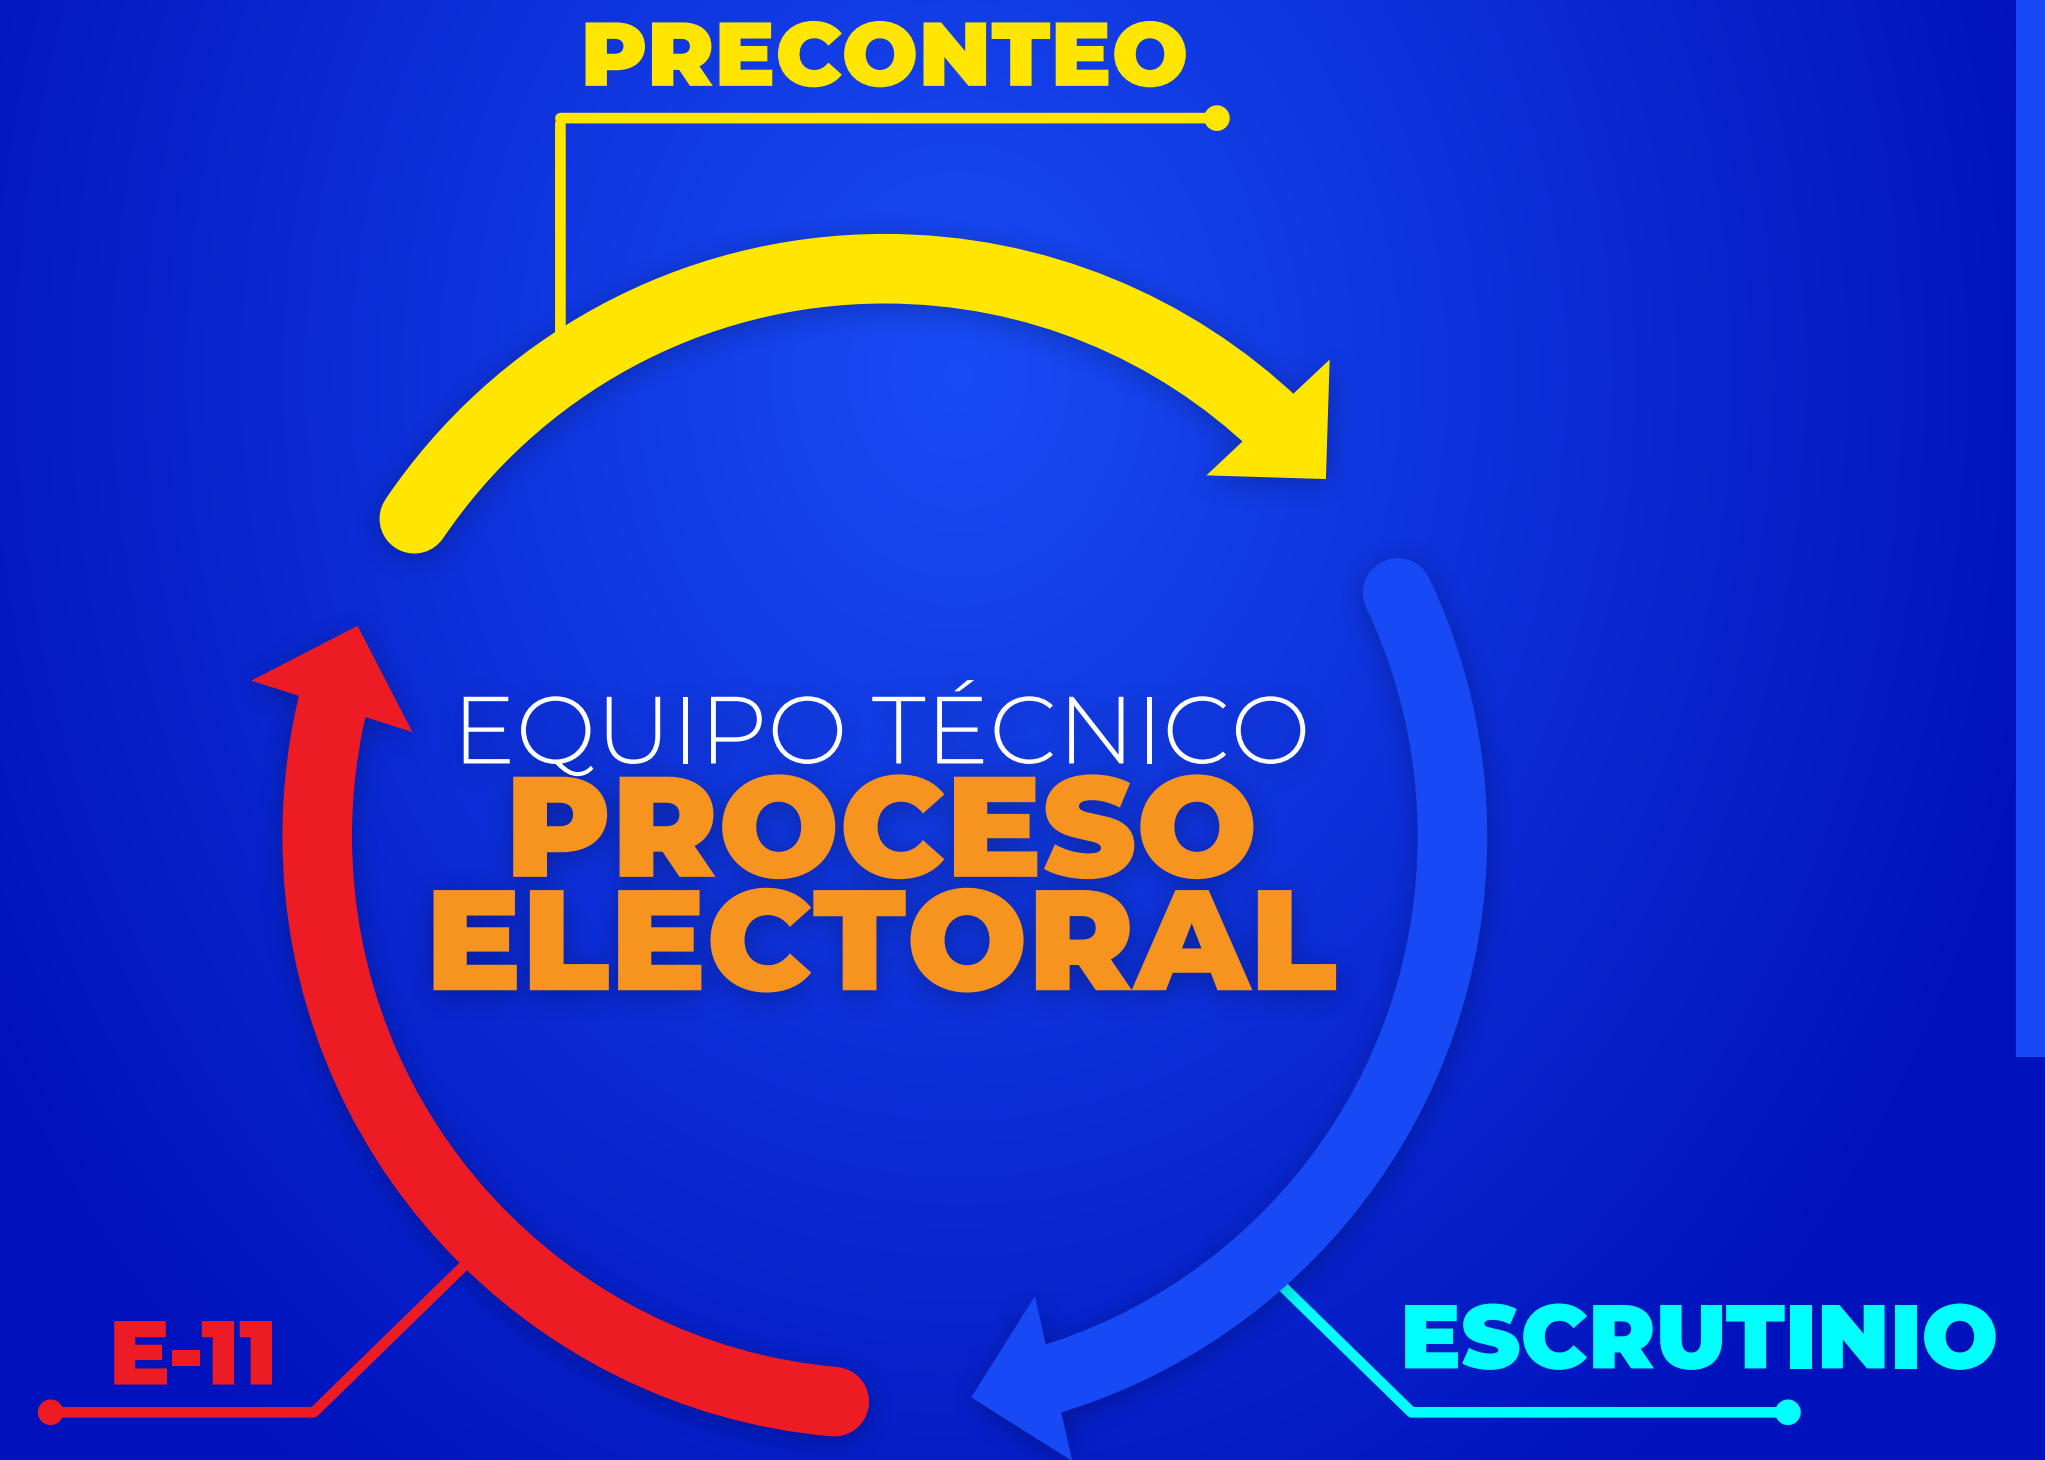 PRECONTEO
EQUIPO TÉCNICO
PROCESO
ELECTORAL
E-11
ESCRUTINIO